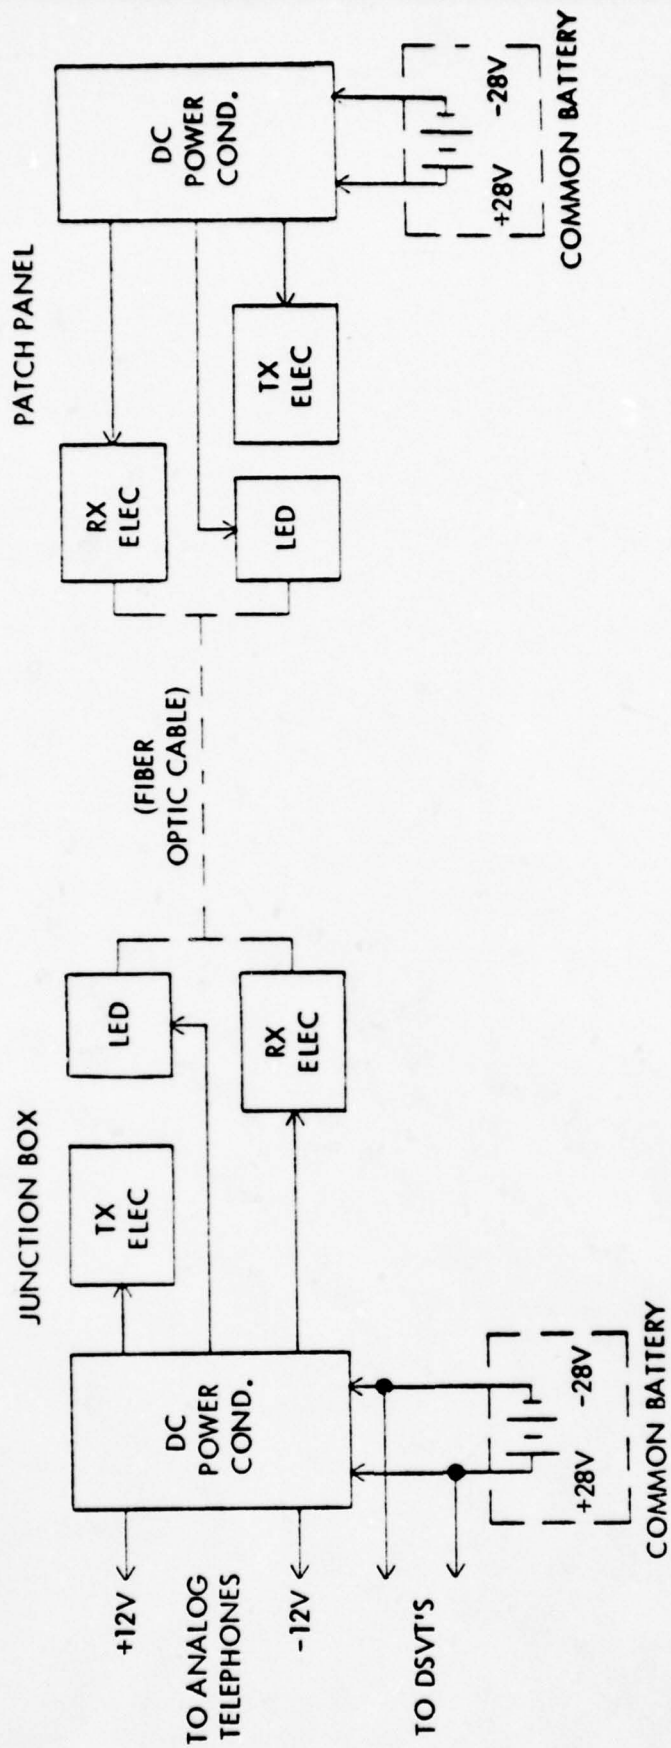 JUNCTION BOX
PATCH PANEL
+12V
TO ANALOG
TELEPHONES
-12V
TO DSVT'S
DC
POWER
COND.
TX
ELEC
LED
RX
ELEC
+28V
-28V
COMMON BATTERY
(FIBER
OPTIC CABLE)
RX
ELEC
LED
TX
ELEC
DC
POWER
COND.
+28V
-28V
COMMON BATTERY